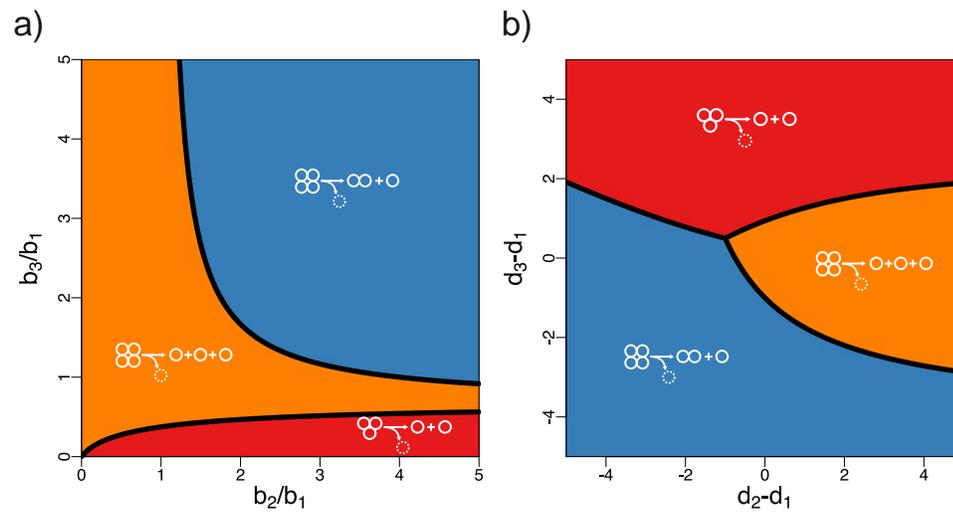 a)
5
4
3
2
1
0
b₃/b₁
0 1 2 3 4 5
b₂/b₁
+
+ +
+
b)
4
2
0
-2
-4
d₃-d₁
-4 -2 0 2 4
d₂-d₁
+
+ +
+